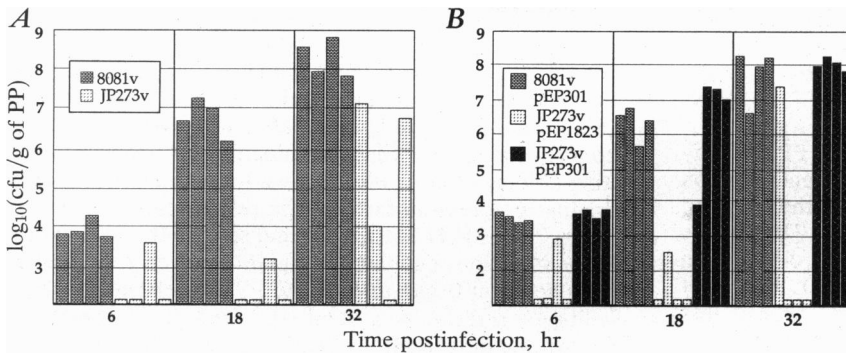 A
B
log10(cfu/g of PP)
9
8
7
6
5
4
3
8081v
JP273v
6
18
32
9
8
7
6
5
4
3
2
1
8081v
pEP301
JP273v
pEP1823
JP273v
pEP301
6
18
32
Time postinfection, hr